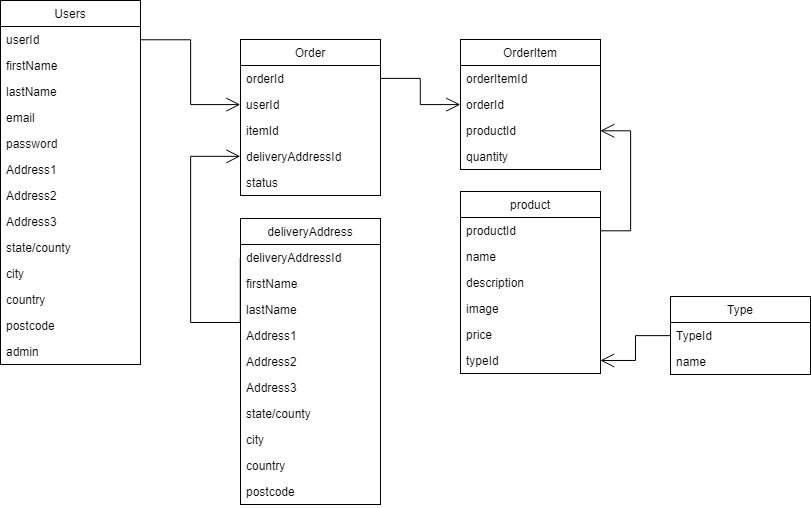 Users
userId
firstName
lastName
email
password
Address1
Address2
Address3
state/county
city
country
postcode
admin
Order
orderId
userId
itemId
deliveryAddressId
status
deliveryAddress
deliveryAddressId
firstName
lastName
Address1
Address2
Address3
state/county
city
country
postcode
OrderItem
orderItemId
orderId
productId
quantity
product
productId
name
description
image
price
typeId
Type
TypeId
name